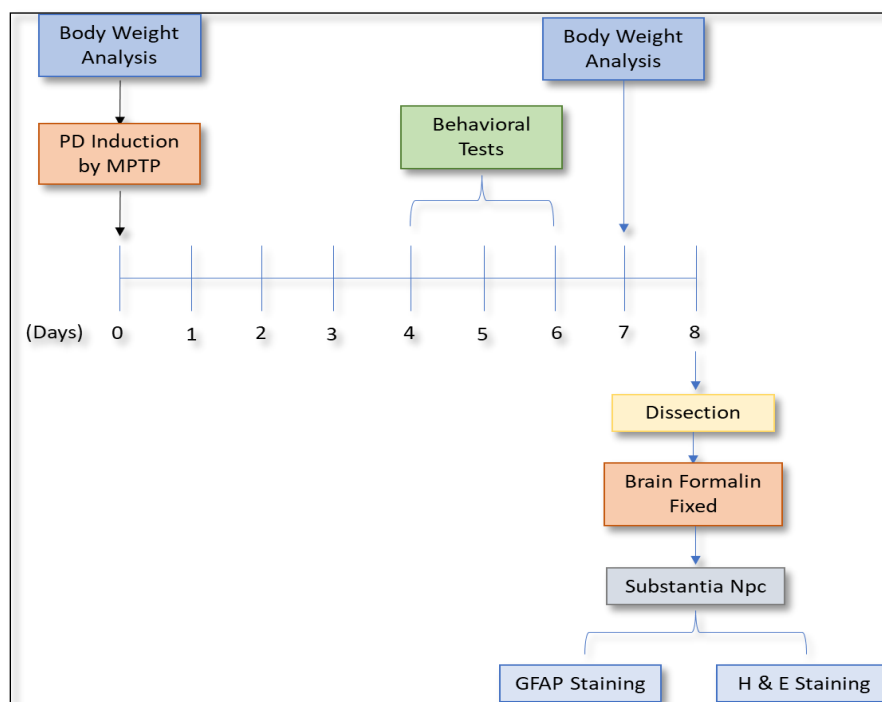 Body Weight
Analysis
Body Weight
Analysis
PD Induction
by MPTP
Behavioral
Tests
(Days) 0 1 2 3 4 5 6 7 8
Dissection
Brain Formalin
Fixed
Substantia Npc
GFAP Staining
H & E Staining